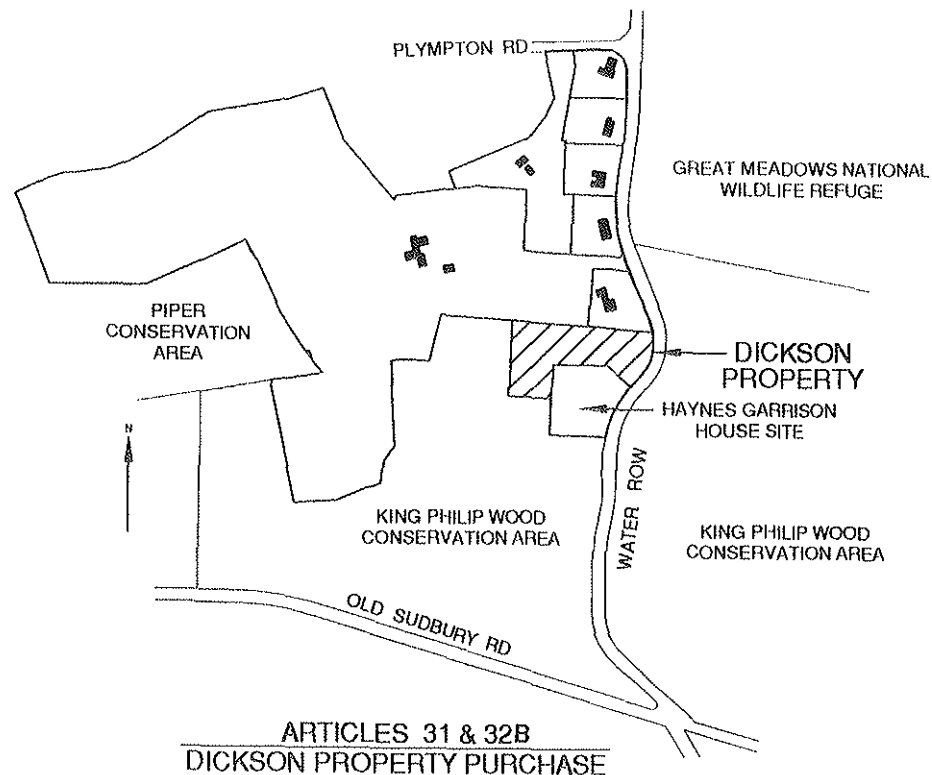 PLYMPTON RD
GREAT MEADOWS NATIONAL
WILDLIFE REFUGE
PIPER
CONSERVATION
AREA
DICKSON
PROPERTY
HAYNES GARRISON
HOUSE SITE
N
WATER ROW
KING PHILIP WOOD
CONSERVATION AREA
KING PHILIP WOOD
CONSERVATION AREA
OLD SUDBURY RD
ARTICLES 31 & 32B
DICKSON PROPERTY PURCHASE